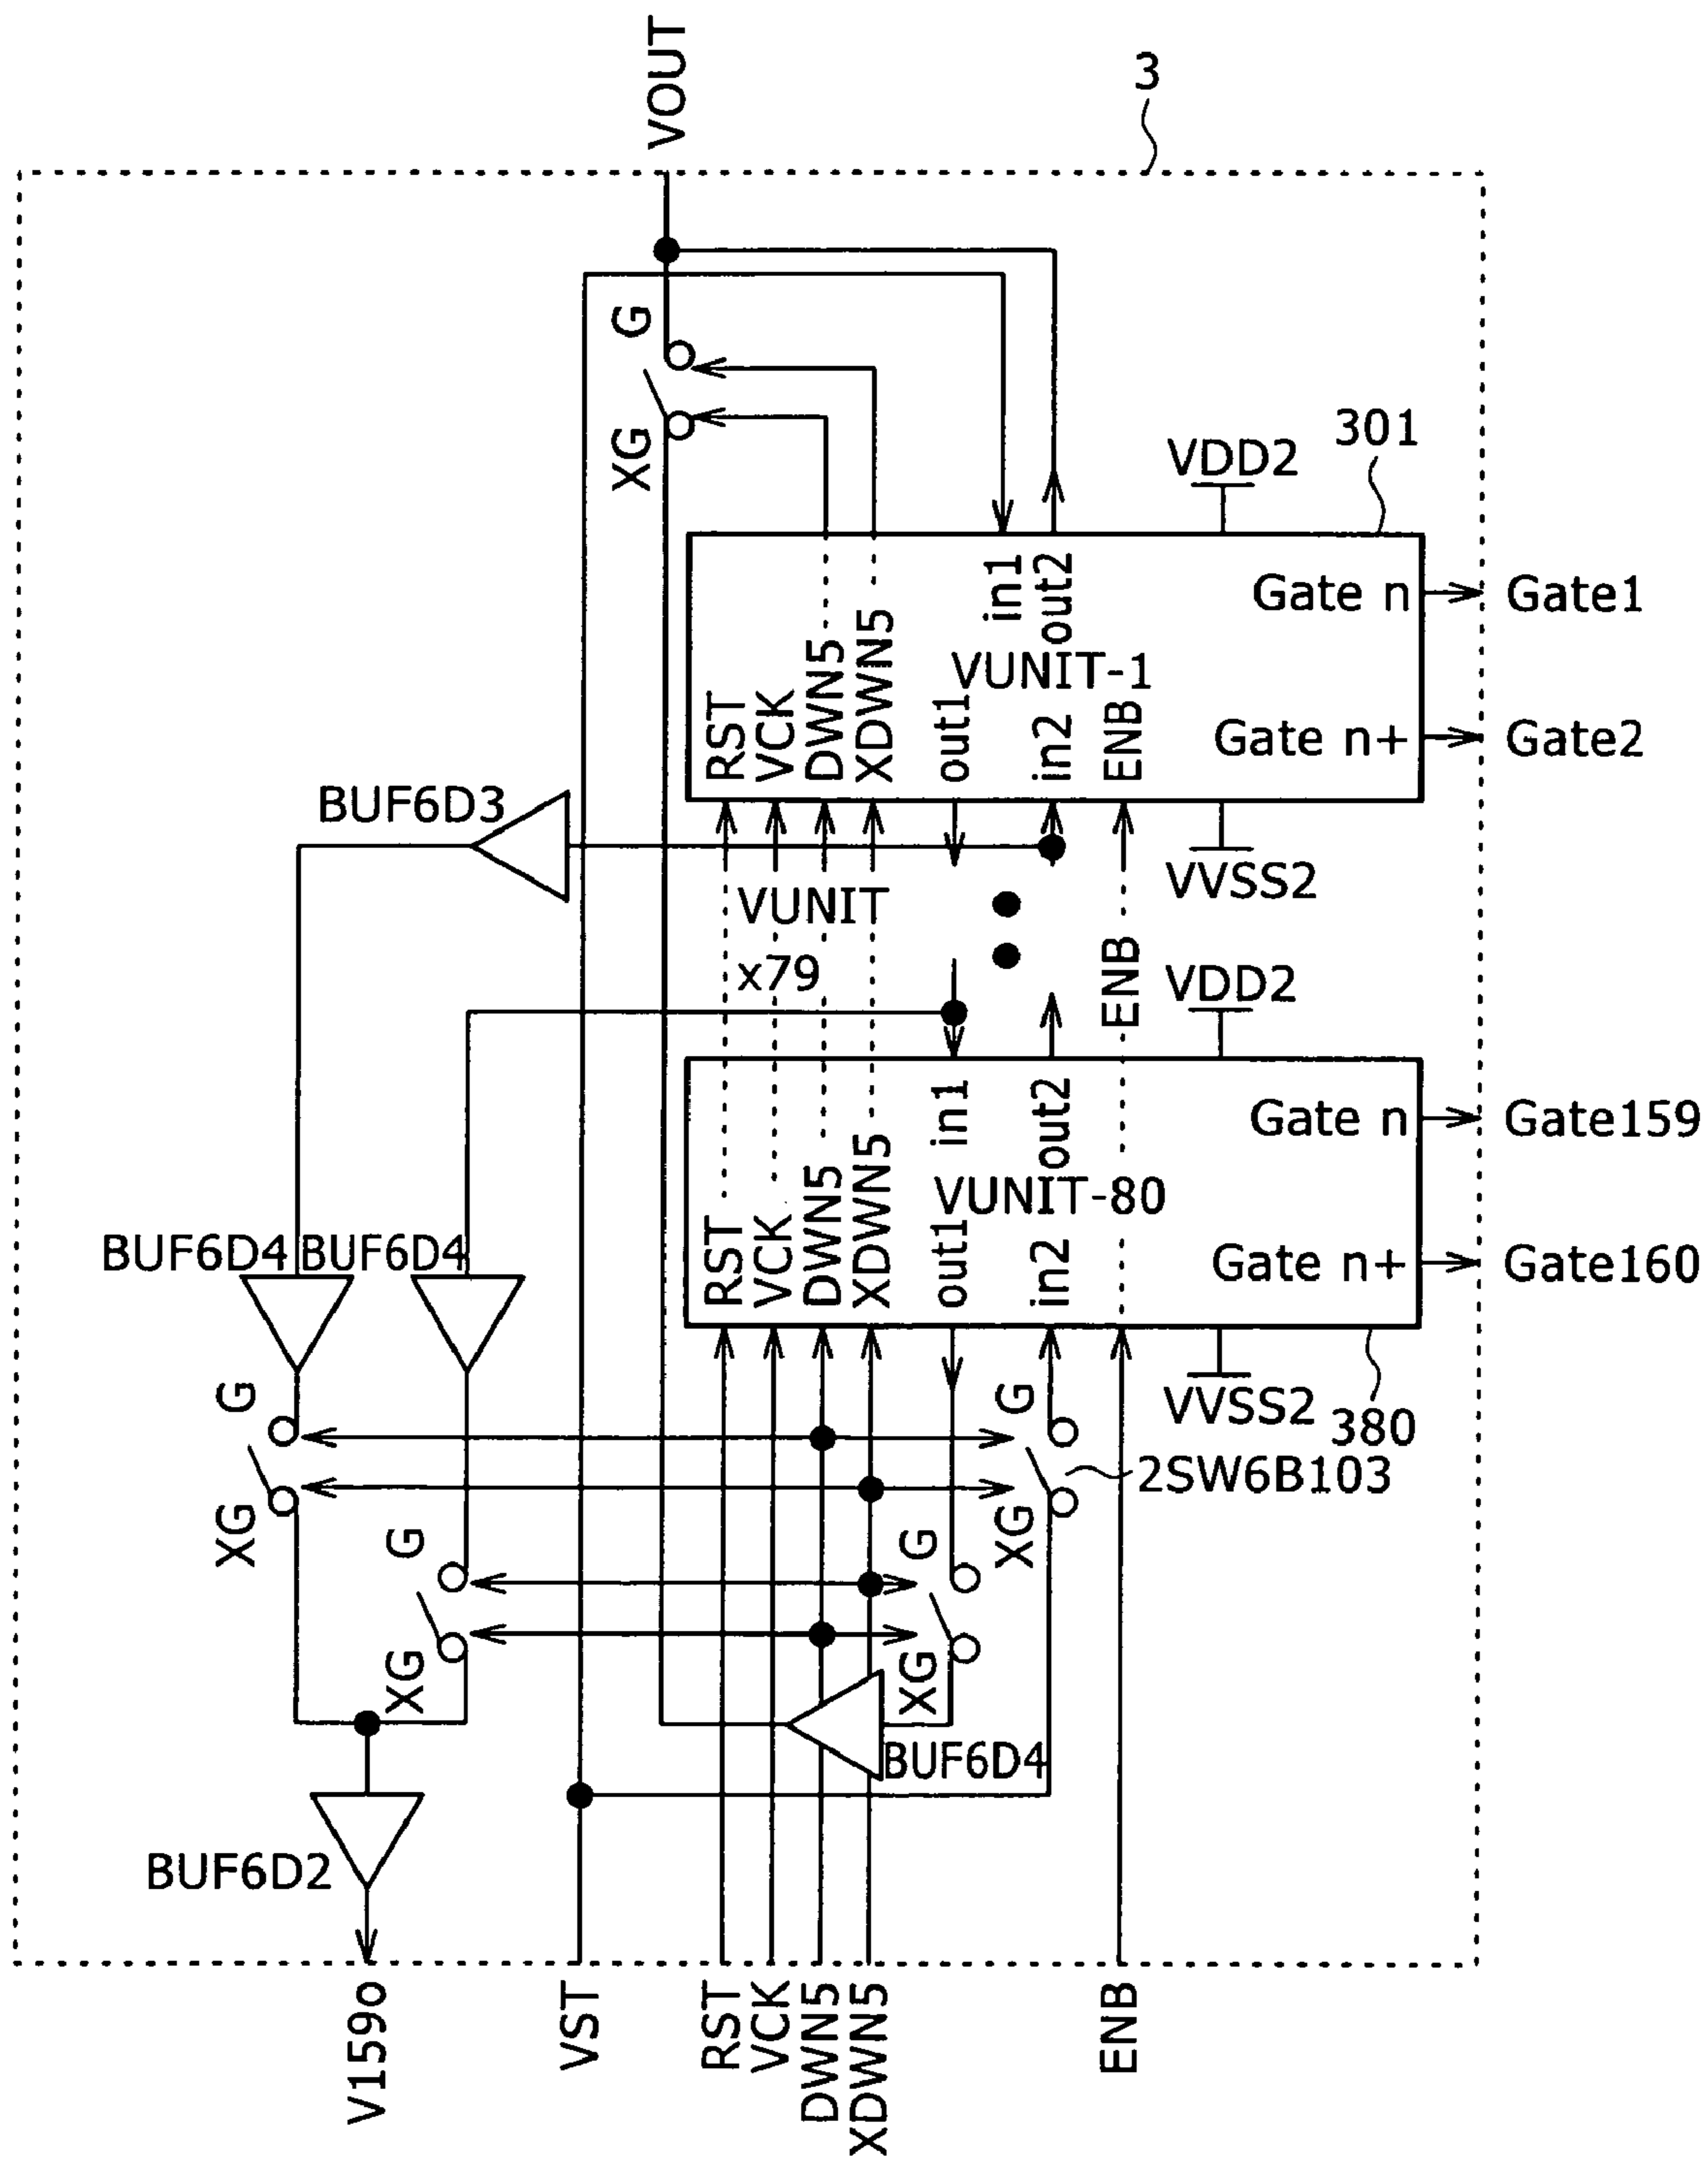 VOUT
3
G
XG
301
VDD2
in1
out2
Gate n
Gate1
VUNIT-1
RST
VCK
DWN5
XDWN5
out1
in2
ENB
Gate n+
Gate2
BUF6D3
VVSS2
VUNIT
x79
ENB
VDD2
in1
out2
Gate n
Gate159
VUNIT-80
RST
VCK
DWN5
XDWN5
out1
in2
Gate n+
Gate160
BUF6D4
BUF6D4
VVSS2
380
G
XG
G
XG
G
XG
G
XG
2SW6B103
BUF6D4
BUF6D2
V159o
VST
RST
VCK
DWN5
XDWN5
ENB